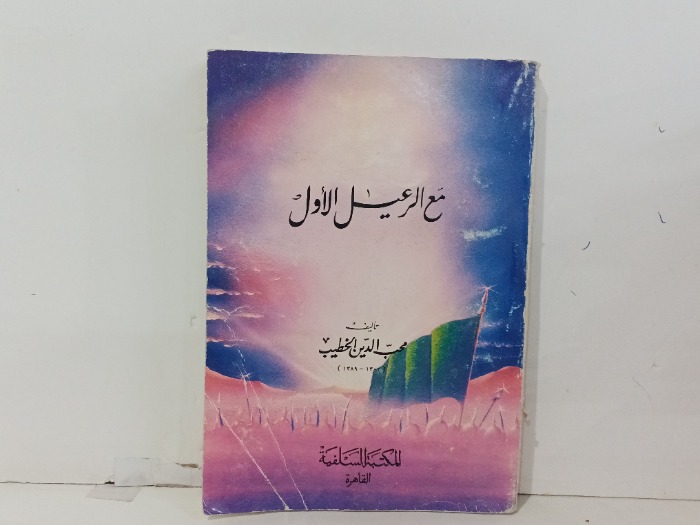 مع الرعيل الأول
تأليف
محب الدين الخطيب
المكتبة السلفية
القاهرة